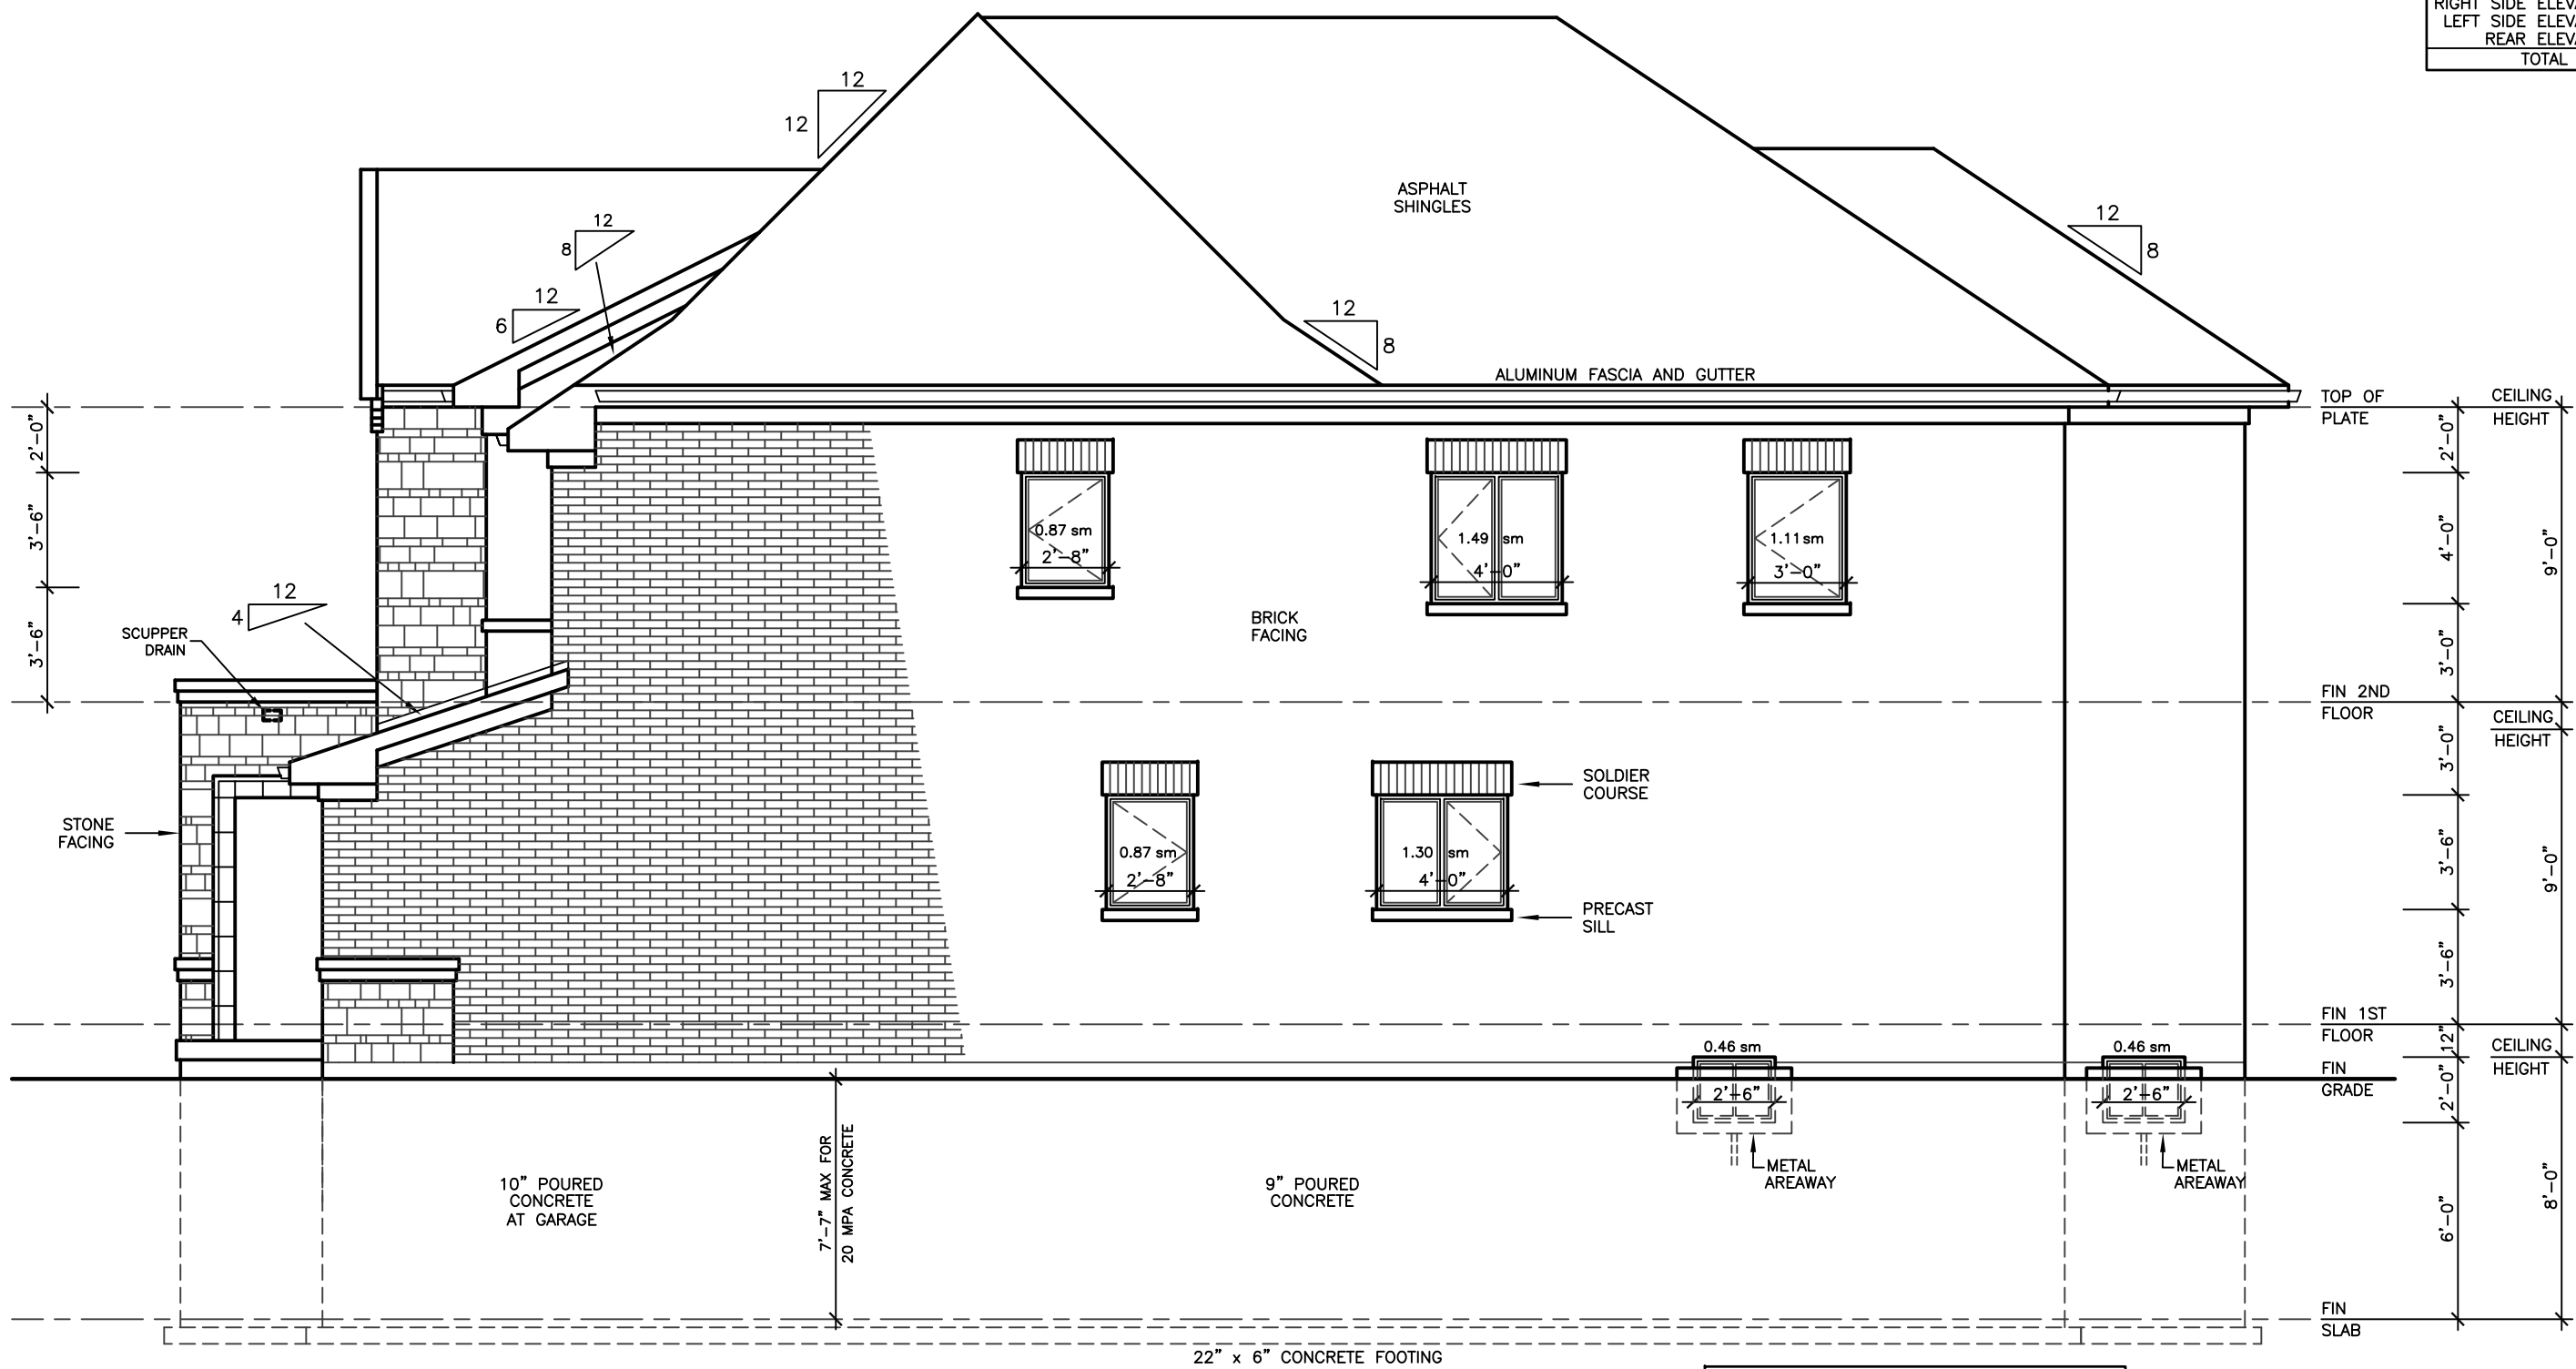 RIGHT SIDE ELEV
LEFT SIDE ELEV
REAR ELEV
TOTAL
12
12
ASPHALT
SHINGLES
12
8
12
8
12
6
12
8
ALUMINUM FASCIA AND GUTTER
TOP OF
PLATE
CEILING
HEIGHT
2'-0"
3'-6"
3'-6"
0.87 sm
2'-8"
1.49 sm
4'-0"
1.11 sm
3'-0"
2'-0"
4'-0"
3'-0"
9'-0"
12
4
SCUPPER
DRAIN
BRICK
FACING
FIN 2ND
FLOOR
CEILING
HEIGHT
STONE
FACING
0.87 sm
2'-8"
1.30 sm
4'-0"
SOLDIER
COURSE
PRECAST
SILL
3'-0"
3'-6"
3'-6"
9'-0"
FIN 1ST
FLOOR
12"
CEILING
HEIGHT
0.46 sm
2'-6"
0.46 sm
2'-6"
FIN
GRADE
2'-0"
METAL
AREAWAY
METAL
AREAWAY
10" POURED
CONCRETE
AT GARAGE
7'-7" MAX FOR
20 MPA CONCRETE
9" POURED
CONCRETE
6'-0"
8'-0"
FIN
SLAB
22" x 6" CONCRETE FOOTING